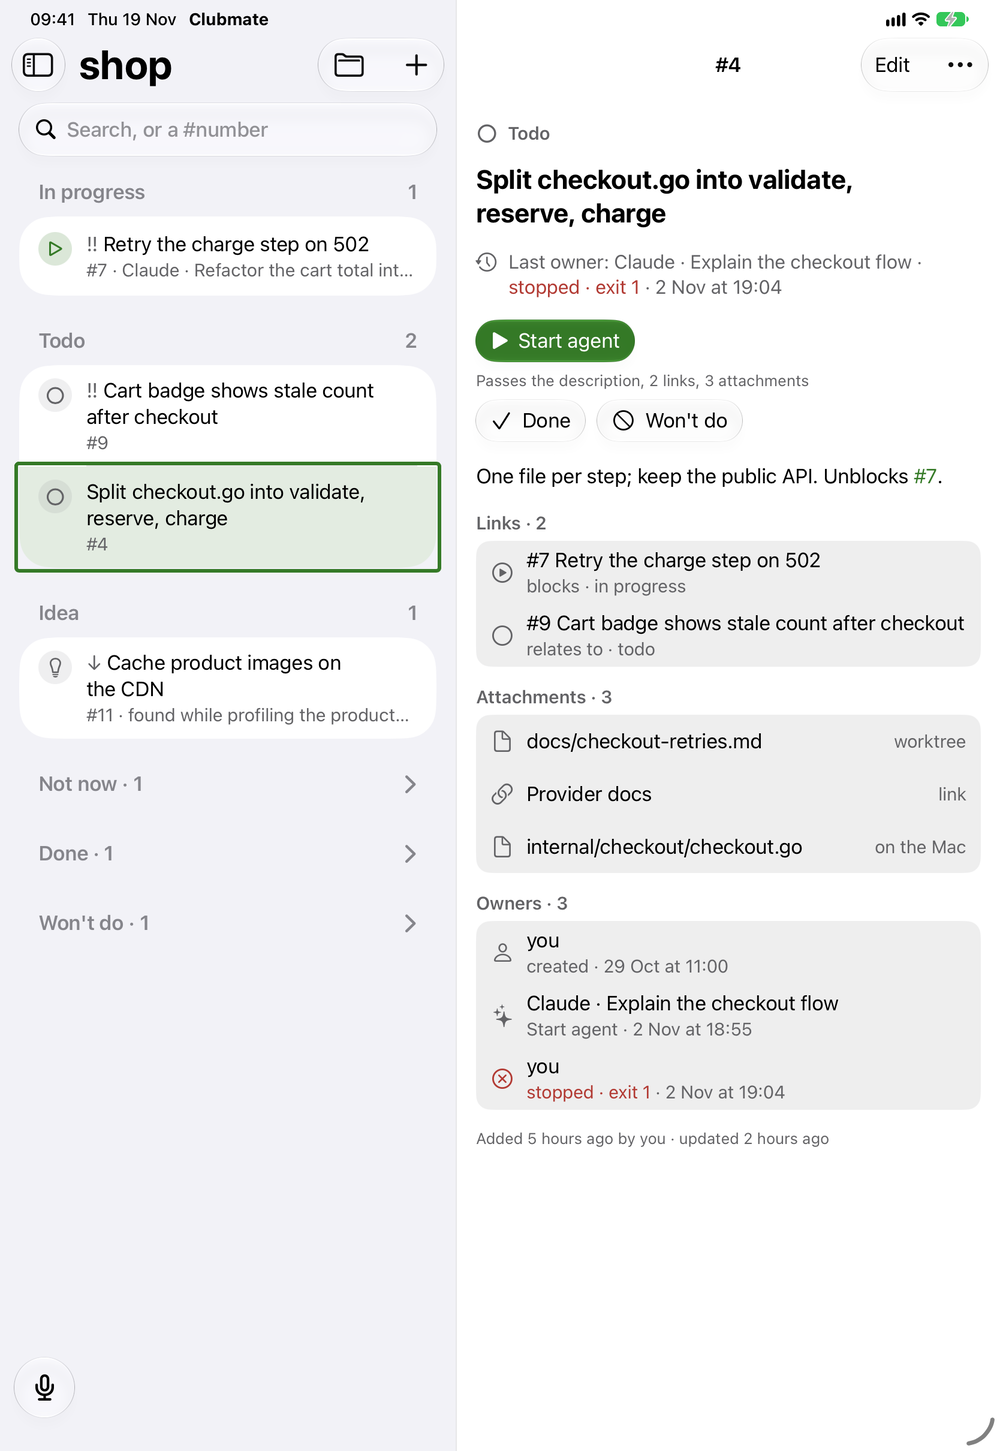 09:41 Thu 19 Nov Clubmate
shop
Search, or a #number
In progress 1
!! Retry the charge step on 502
#7 · Claude · Refactor the cart total int...
Todo 2
!! Cart badge shows stale count
after checkout
#9
Split checkout.go into validate,
reserve, charge
#4
Idea 1
↓ Cache product images on
the CDN
#11 · found while profiling the product...
Not now · 1
Done · 1
Won't do · 1
#4
Edit
Todo
Split checkout.go into validate,
reserve, charge
Last owner: Claude · Explain the checkout flow ·
stopped · exit 1 · 2 Nov at 19:04
Start agent
Passes the description, 2 links, 3 attachments
Done
Won't do
One file per step; keep the public API. Unblocks #7.
Links · 2
#7 Retry the charge step on 502
blocks · in progress
#9 Cart badge shows stale count after checkout
relates to · todo
Attachments · 3
docs/checkout-retries.md worktree
Provider docs link
internal/checkout/checkout.go on the Mac
Owners · 3
you
created · 29 Oct at 11:00
Claude · Explain the checkout flow
Start agent · 2 Nov at 18:55
you
stopped · exit 1 · 2 Nov at 19:04
Added 5 hours ago by you · updated 2 hours ago